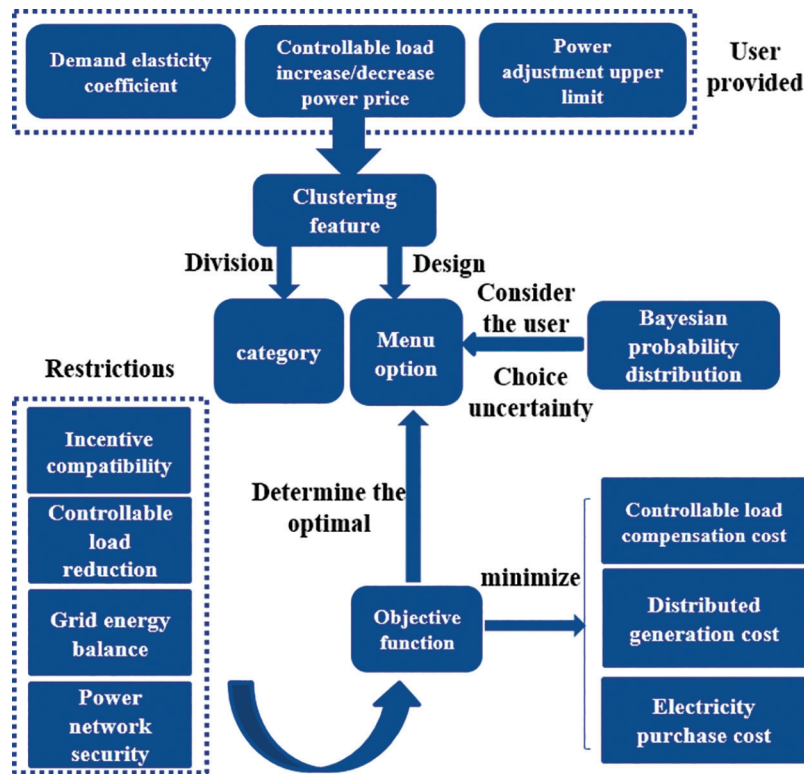 Demand elasticity
coefficient
Controllable load
increase/decrease
power price
Power
adjustment upper
limit
User
provided
Clustering
feature
Division
Design
category
Menu
option
Consider
the user
Choice
uncertainty
Bayesian
probability
distribution
Restrictions
Incentive
compatibility
Controllable
load
reduction
Grid energy
balance
Power
network
security
Determine the
optimal
Objective
function
minimize
Controllable load
compensation cost
Distributed
generation cost
Electricity
purchase cost